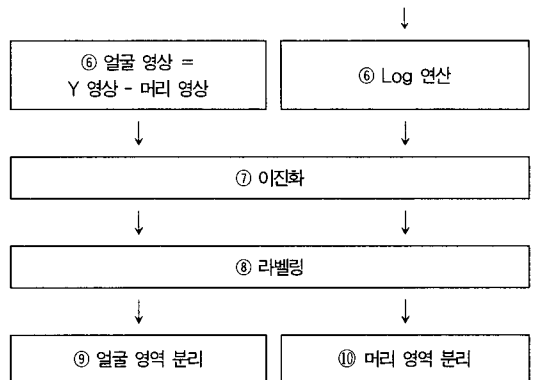 ⑥ 얼굴 영상 =
Y 영상 - 머리 영상
⑥ Log 연산
⑦ 이진화
⑧ 라벨링
⑨ 얼굴 영역 분리
⑩ 머리 영역 분리